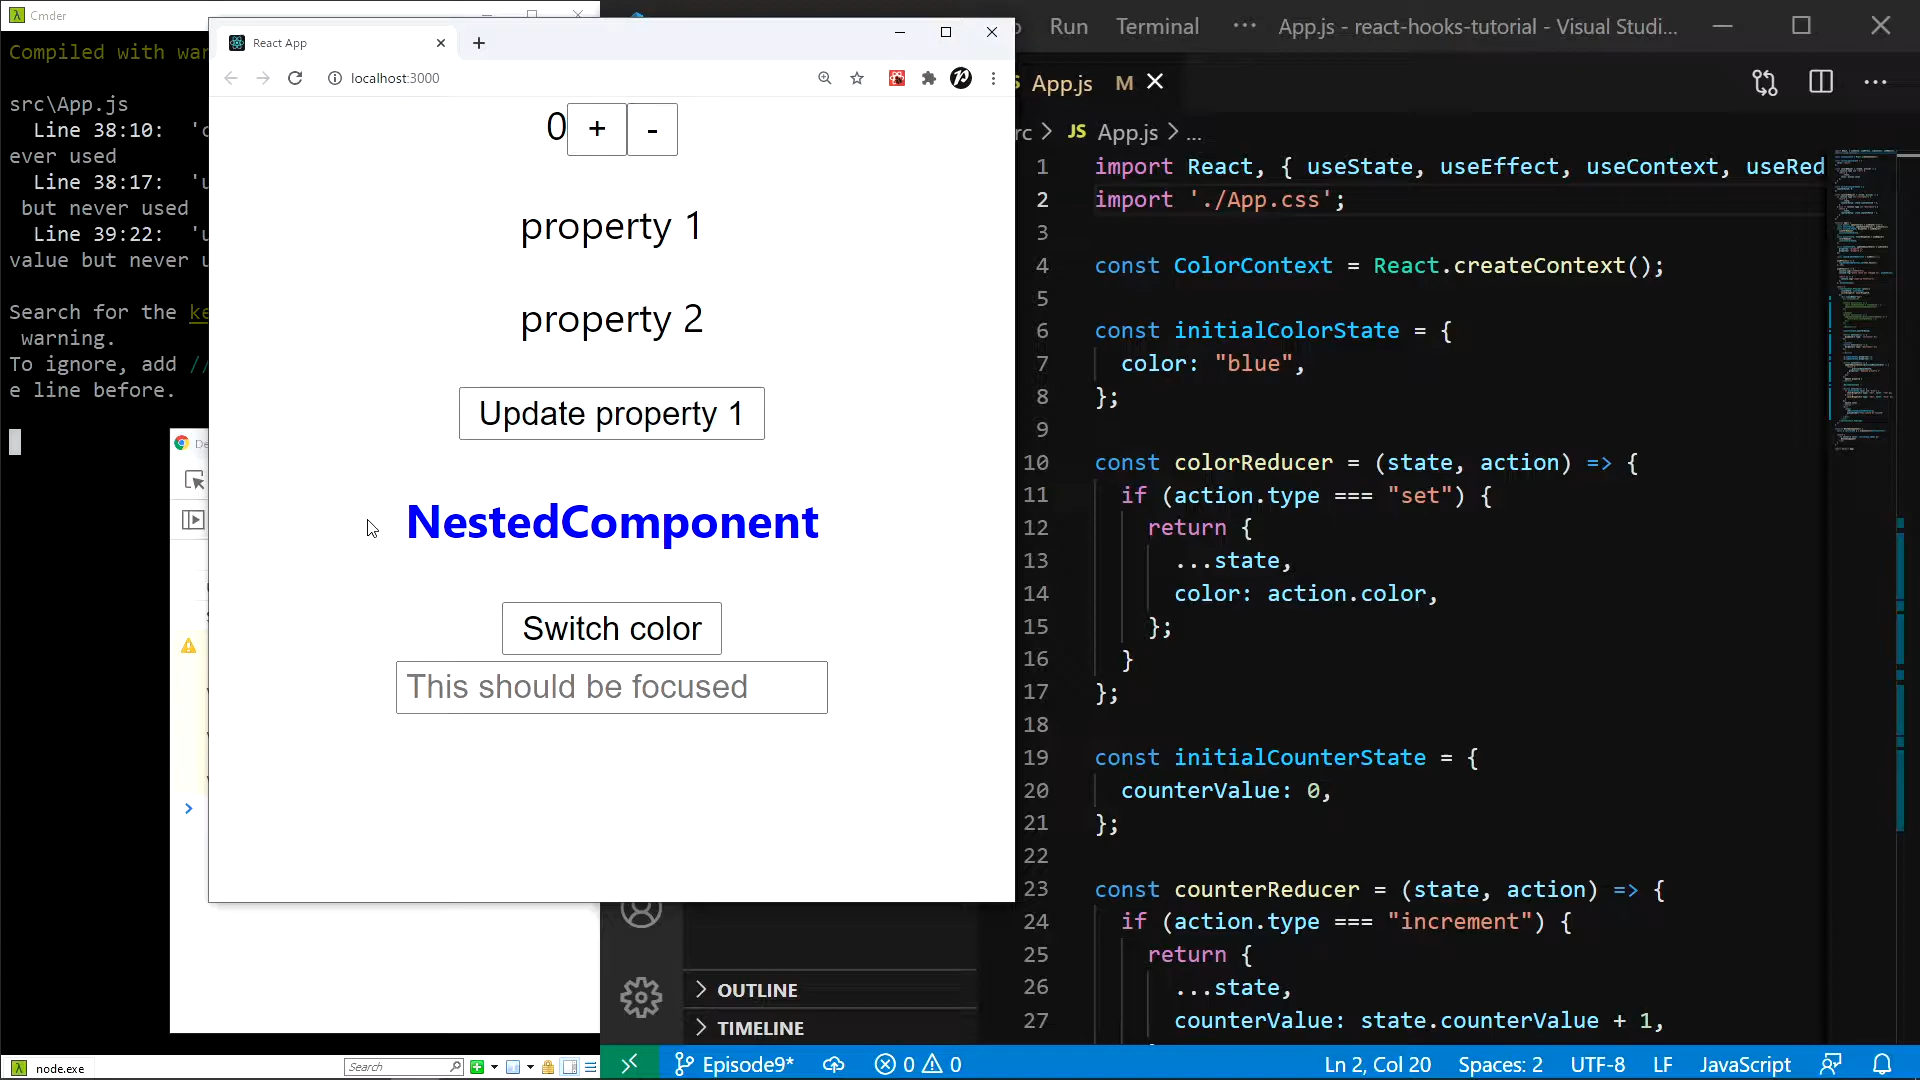 Cmder
Compiled with war
src\App.js
Line 38:10: 'c
ever used
Line 38:17: 'u
but never used
Line 39:22: 'u
value but never u
Search for the ke
warning.
To ignore, add //
e line before.
De
React App
localhost:3000
0 + -
property 1
property 2
Update property 1
NestedComponent
Switch color
This should be focused
Run Terminal ··· App.js - react-hooks-tutorial - Visual Studi...
App.js M
rc > JS App.js > ...
1 import React, { useState, useEffect, useContext, useRed
2 import './App.css';
3
4 const ColorContext = React.createContext();
5
6 const initialColorState = {
7 color: "blue",
8 };
9
10 const colorReducer = (state, action) => {
11 if (action.type === "set") {
12 return {
13 ...state,
14 color: action.color,
15 };
16 }
17 };
18
19 const initialCounterState = {
20 counterValue: 0,
21 };
22
23 const counterReducer = (state, action) => {
24 if (action.type === "increment") {
25 return {
26 ...state,
27 counterValue: state.counterValue + 1,
OUTLINE
TIMELINE
node.exe
Search
Episode9* 0 0 Ln 2, Col 20 Spaces: 2 UTF-8 LF JavaScript